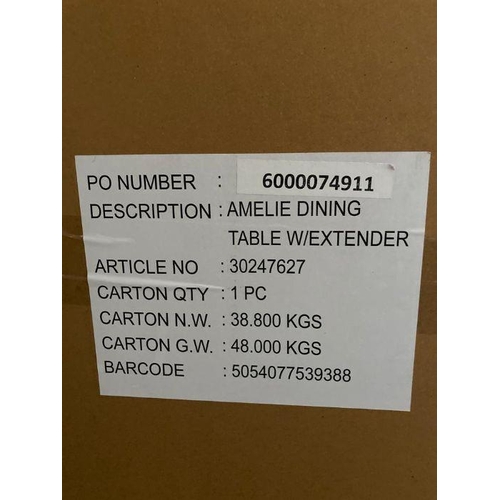 PO NUMBER : 6000074911
DESCRIPTION : AMELIE DINING
TABLE W/EXTENDER
ARTICLE NO : 30247627
CARTON QTY : 1 PC
CARTON N.W. : 38.800 KGS
CARTON G.W. : 48.000 KGS
BARCODE : 5054077539388